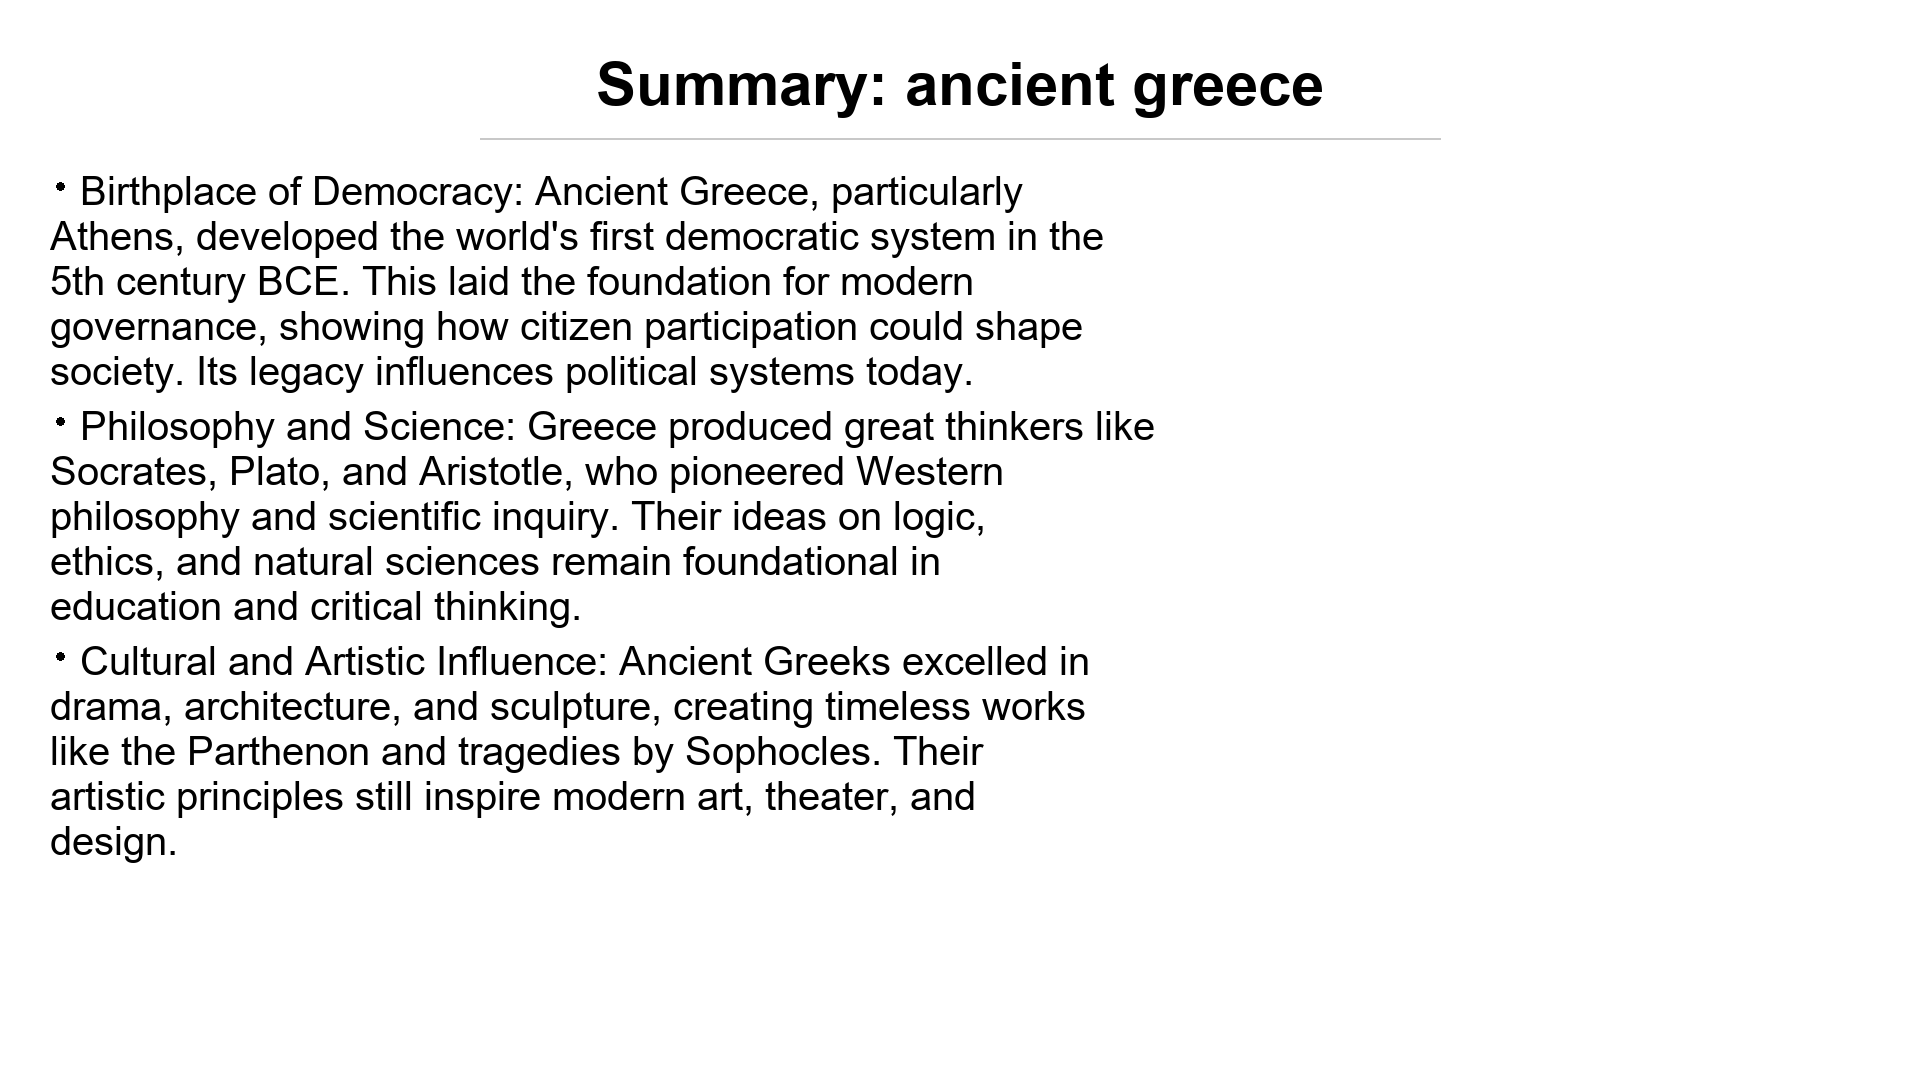 Summary: ancient greece
• Birthplace of Democracy: Ancient Greece, particularly
Athens, developed the world's first democratic system in the
5th century BCE. This laid the foundation for modern
governance, showing how citizen participation could shape
society. Its legacy influences political systems today.
• Philosophy and Science: Greece produced great thinkers like
Socrates, Plato, and Aristotle, who pioneered Western
philosophy and scientific inquiry. Their ideas on logic,
ethics, and natural sciences remain foundational in
education and critical thinking.
• Cultural and Artistic Influence: Ancient Greeks excelled in
drama, architecture, and sculpture, creating timeless works
like the Parthenon and tragedies by Sophocles. Their
artistic principles still inspire modern art, theater, and
design.